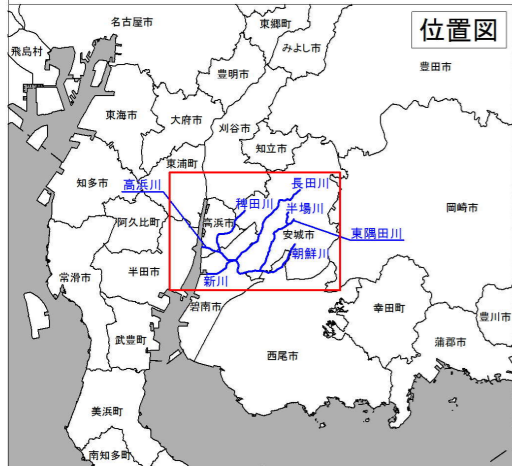 位置図
名古屋市
東郷町
飛島村
みよし市
豊明市
豊田市
東海市
大府市
刈谷市
知立市
東浦町
知多市
高浜川
長田川
稗田川
半場川
岡崎市
阿久比町
高浜市
安城市
東隅田川
朝鮮川
半田市
常滑市
新川
碧南市
幸田町
豊川市
武豊町
西尾市
蒲郡市
美浜町
南知多町